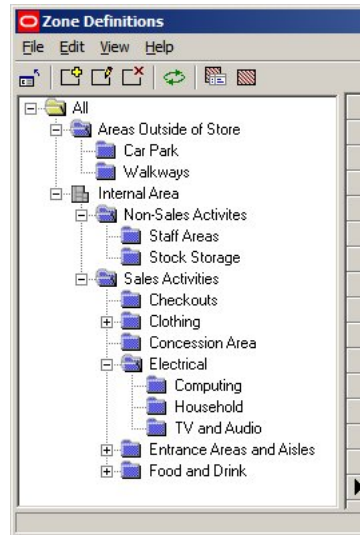 Zone Definitions
File Edit View Help
All
Areas Outside of Store
Car Park
Walkways
Internal Area
Non-Sales Activites
Staff Areas
Stock Storage
Sales Activities
Checkouts
Clothing
Concession Area
Electrical
Computing
Household
TV and Audio
Entrance Areas and Aisles
Food and Drink